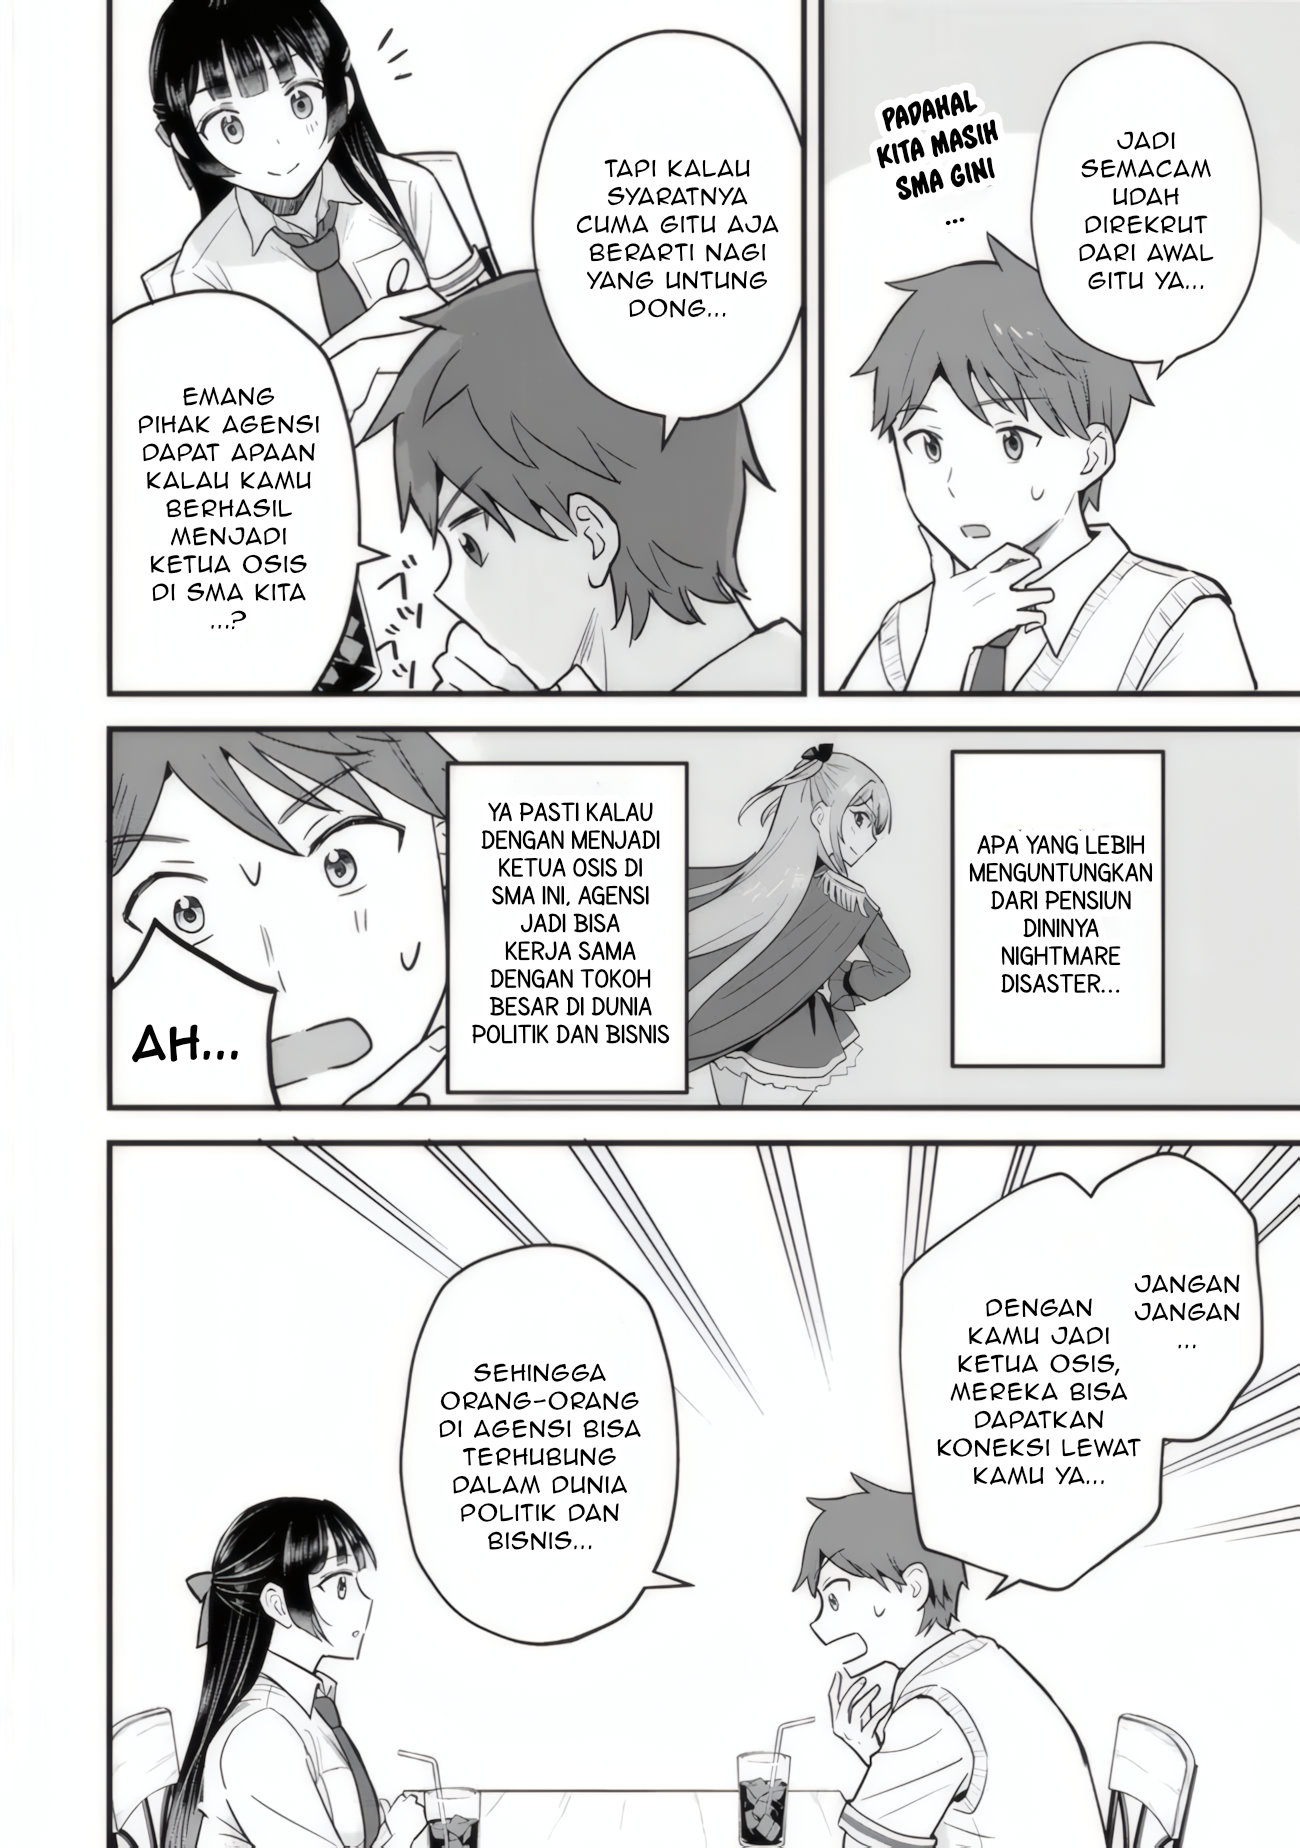 JADI
SEMACAM
UDAH
DIREKRUT
DARI AWAL
GITU YA...
PADAHAL
KITA MASIH
SMA GINI
...
TAPI KALAU
SYARATNYA
CUMA GITU AJA
BERARTI NAGI
YANG UNTUNG
DONG...
EMANG
PIHAK AGENSI
DAPAT APAAN
KALAU KAMU
BERHASIL
MENJADI
KETUA OSIS
DI SMA KITA
...?
ズズズ
APA YANG LEBIH
MENGUNTUNGKAN
DARI PENSIUN
DININYA
NIGHTMARE
DISASTER...
YA PASTI KALAU
DENGAN MENJADI
KETUA OSIS DI
SMA INI, AGENSI
JADI BISA
KERJA SAMA
DENGAN TOKOH
BESAR DI DUNIA
POLITIK DAN BISNIS
AH...
JANGAN
JANGAN
...
DENGAN
KAMU JADI
KETUA OSIS,
MEREKA BISA
DAPATKAN
KONEKSI LEWAT
KAMU YA...
SEHINGGA
ORANG-ORANG
DI AGENSI BISA
TERHUBUNG
DALAM DUNIA
POLITIK DAN
BISNIS...